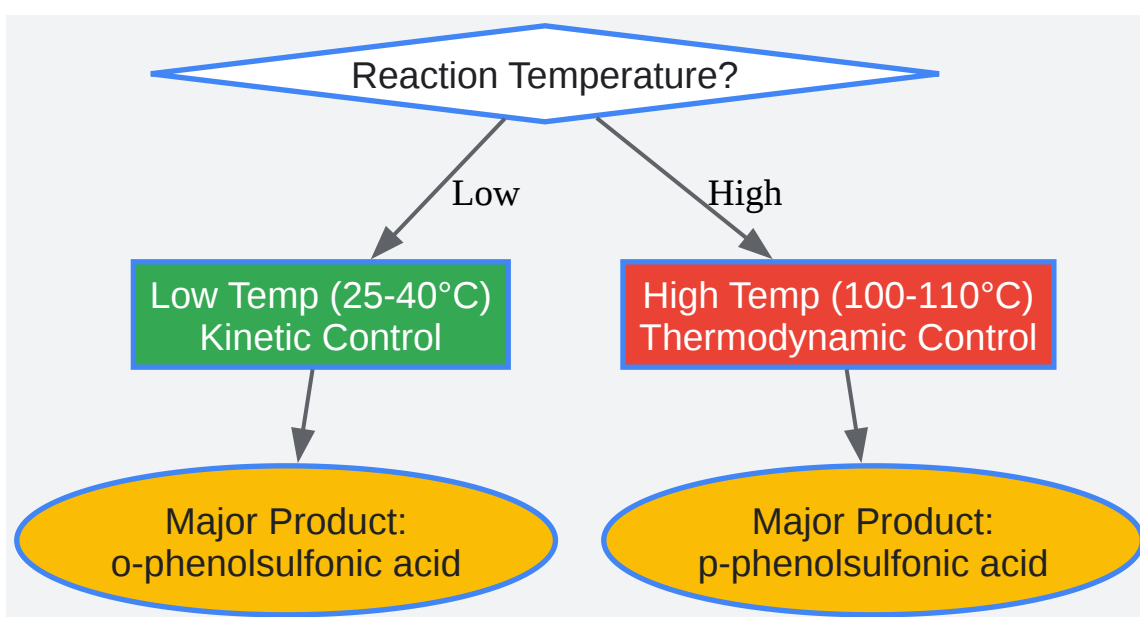 Reaction Temperature?
Low
High
Low Temp (25-40°C)
Kinetic Control
High Temp (100-110°C)
Thermodynamic Control
Major Product:
o-phenolsulfonic acid
Major Product:
p-phenolsulfonic acid